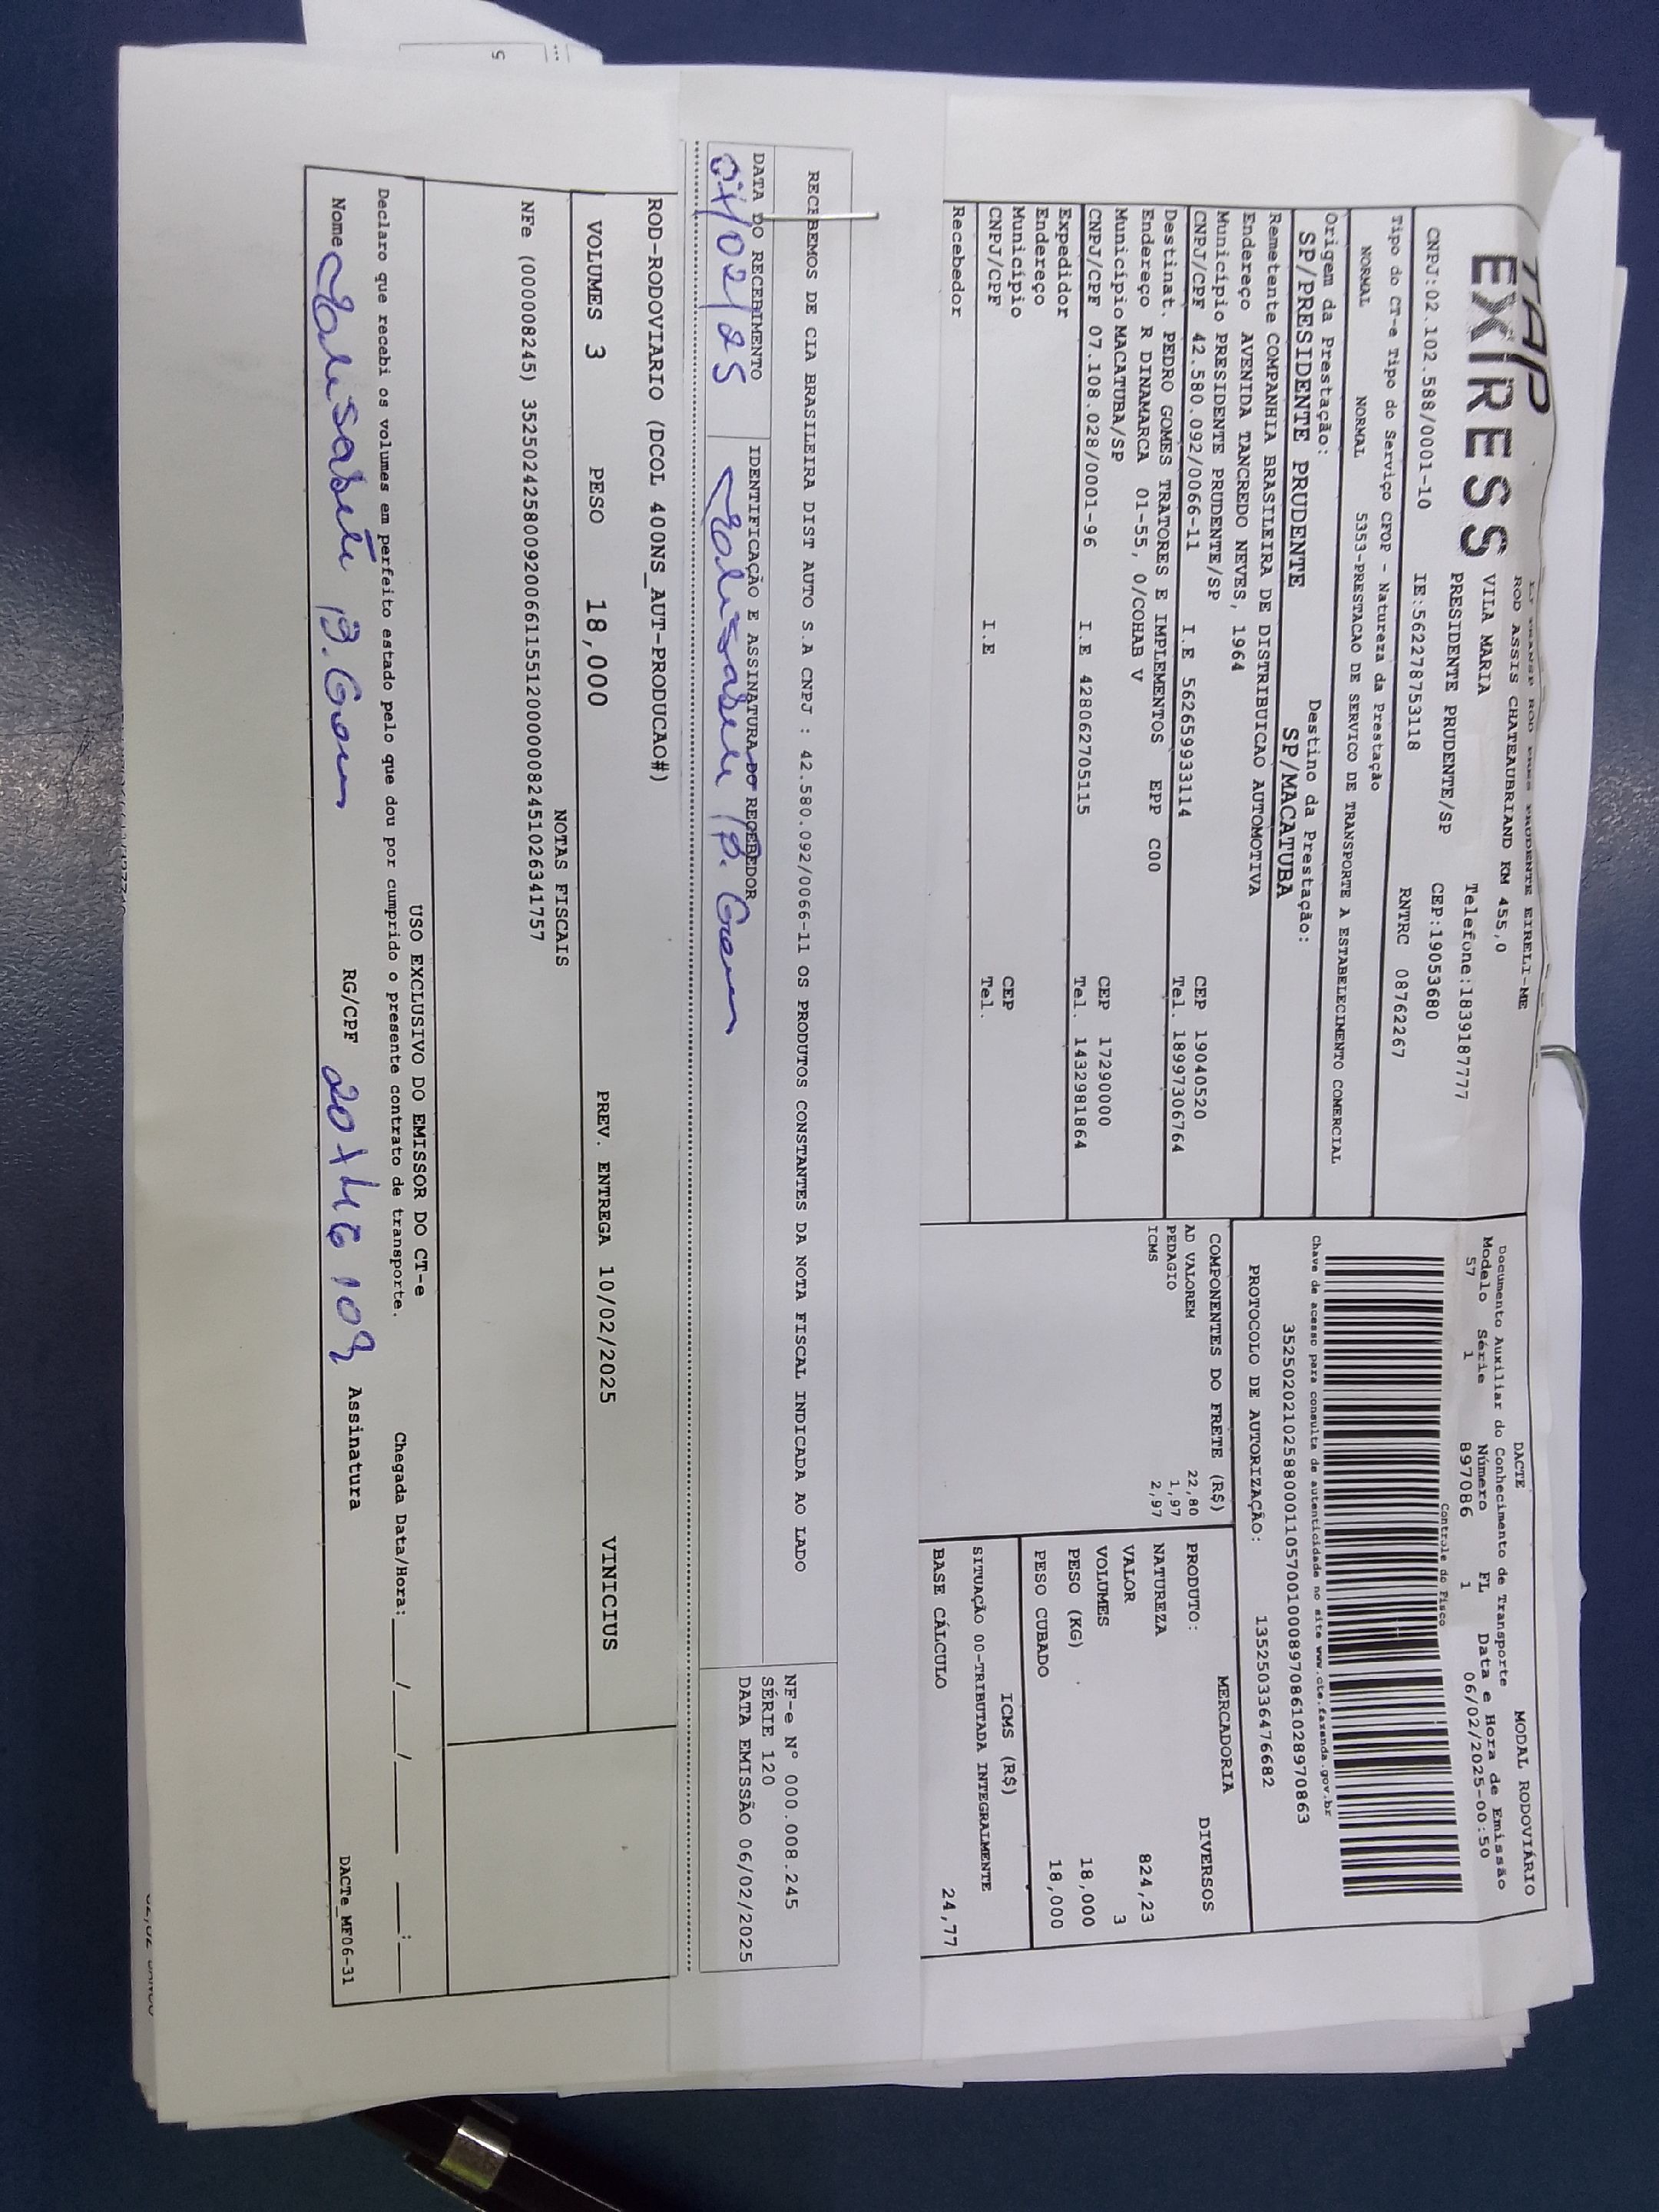 TAP
EXPRESS
ROD ASSIS CHATEAUBRIAND KM 455,0
VILA MARIA Telefone:1839187777
PRESIDENTE PRUDENTE/SP CEP:19053680
CNPJ:02.102.588/0001-10 IE:562278753118 RNTRC 08762267
Tipo do CT-e Tipo do Serviço CFOP - Natureza da Prestação
NORMAL NORMAL 5353-PRESTACAO DE SERVICO DE TRANSPORTE A ESTABELECIMENTO COMERCIAL
Origem da Prestação: Destino da Prestação:
SP/PRESIDENTE PRUDENTE SP/MACATUBA
Remetente COMPANHIA BRASILEIRA DE DISTRIBUICAO AUTOMOTIVA
Endereço AVENIDA TANCREDO NEVES, 1964
Município PRESIDENTE PRUDENTE/SP CEP 19040520
CNPJ/CPF 42.580.092/0066-11 I.E 562659933114 Tel. 18997306764
Destinat. PEDRO GOMES TRATORES E IMPLEMENTOS EPP COO
Endereço R DINAMARCA 01-55, 0/COHAB V
Município MACATUBA/SP CEP 17290000
CNPJ/CPF 07.108.028/0001-96 I.E 428062705115 Tel. 1432981864
Expedidor
Endereço
Município CEP
CNPJ/CPF I.E Tel.
Recebedor
DACTE MODAL RODOVIÁRIO
Documento Auxiliar do Conhecimento de Transporte
Modelo Série Número FL Data e Hora de Emissão
57 1 897086 1 06/02/2025-00:50
Controle do Fisco
Chave de acesso para consulta de autenticidade no site www.cte.fazenda.gov.br
35250202102588000110570010008970861028970863
PROTOCOLO DE AUTORIZAÇÃO: 135250336476682
COMPONENTES DO FRETE (R$)
AD VALOREM 22,80
PEDAGIO 1,97
ICMS 2,97
MERCADORIA
PRODUTO: DIVERSOS
NATUREZA
VALOR 824,23
VOLUMES 3
PESO (KG) 18,000
PESO CUBADO 18,000
ICMS (R$)
SITUAÇÃO 00-TRIBUTADA INTEGRALMENTE
BASE CÁLCULO 24,77
RECEBEMOS DE CIA BRASILEIRA DIST AUTO S.A CNPJ : 42.580.092/0066-11 OS PRODUTOS CONSTANTES DA NOTA FISCAL INDICADA AO LADO
DATA DO RECEBIMENTO IDENTIFICAÇÃO E ASSINATURA DO RECEBEDOR
07/02/25
NF-e Nº 000.008.245
SÉRIE 120
DATA EMISSÃO 06/02/2025
ROD-RODOVIARIO (DCOL 400NS_AUT-PRODUCAO#)
VOLUMES 3 PESO 18,000 PREV. ENTREGA 10/02/2025 VINICIUS
NOTAS FISCAIS
NFe (000008245) 35250242580092006611551200000082451026341757
USO EXCLUSIVO DO EMISSOR DO CT-e
Declaro que recebi os volumes em perfeito estado pelo que dou por cumprido o presente contrato de transporte. Chegada Data/Hora:____/____/____ ___:___
Nome RG/CPF Assinatura DACTe_MF06-31